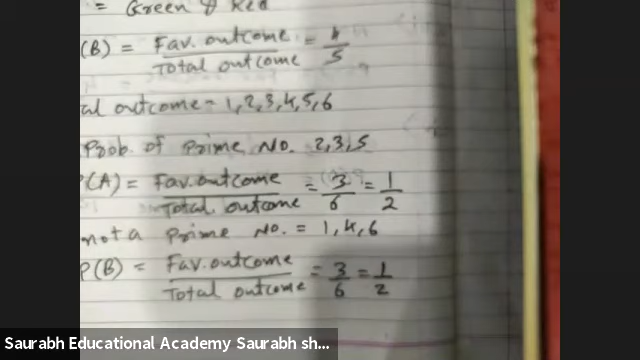 = Green & Red
(B) = Fav. outcome / Total outcome = 4/5
al outcome = 1,2,3,4,5,6
Prob. of Prime No. 2,3,5
P(A) = Fav. outcome / Total outcome = 3/6 = 1/2
not a Prime No. = 1,4,6
P(B) = Fav. outcome / Total outcome = 3/6 = 1/2
Saurabh Educational Academy Saurabh sh...